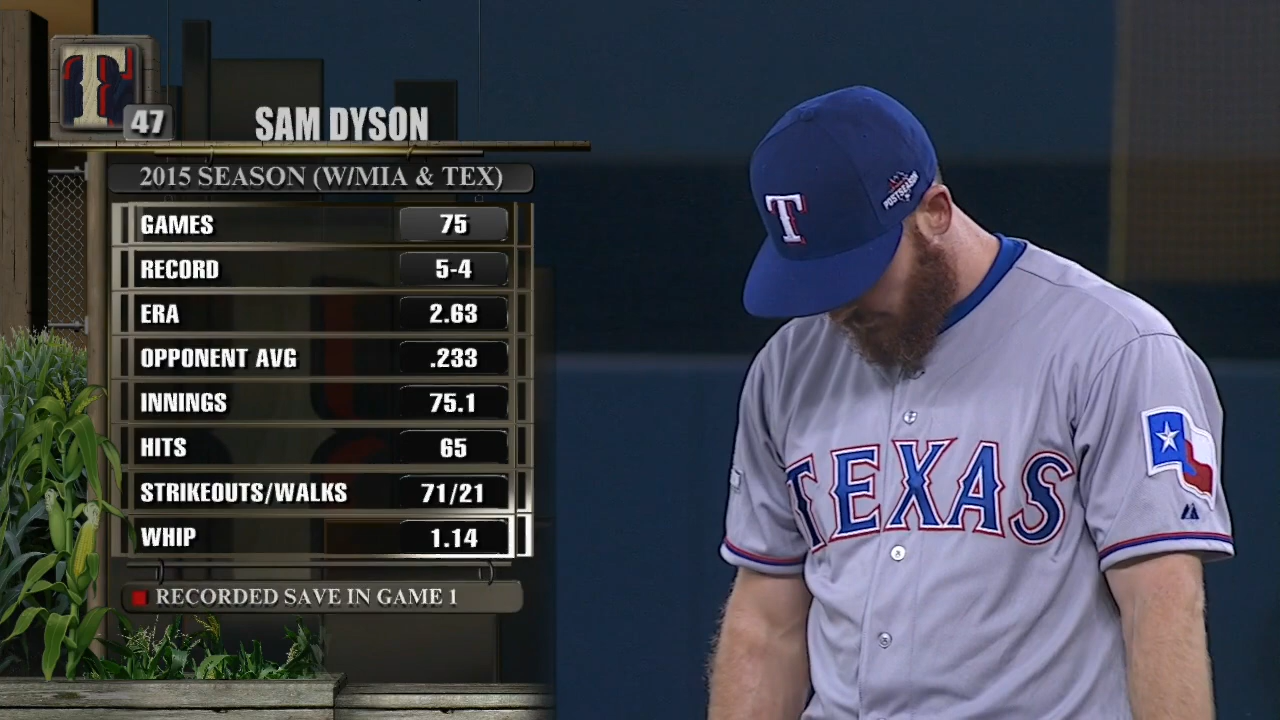 T
47
SAM DYSON
2015 SEASON (W/MIA & TEX)
GAMES 75
RECORD 5-4
ERA 2.63
OPPONENT AVG .233
INNINGS 75.1
HITS 65
STRIKEOUTS/WALKS 71/21
WHIP 1.14
RECORDED SAVE IN GAME 1
T
POSTSEASON
TEXAS